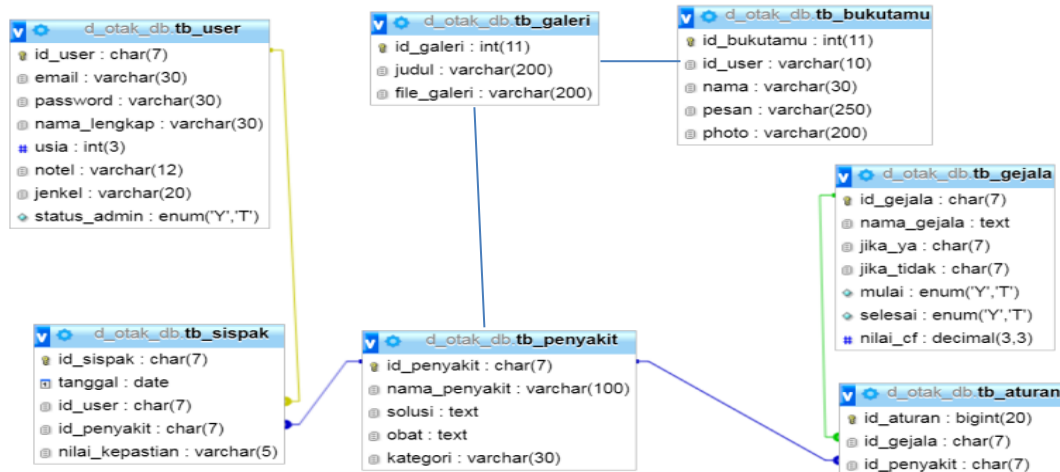 d_otak_db.tb_user
id_user : char(7)
email : varchar(30)
password : varchar(30)
nama_lengkap : varchar(30)
usia : int(3)
notel : varchar(12)
jenkel : varchar(20)
status_admin : enum('Y','T')
d_otak_db.tb_galeri
id_galeri : int(11)
judul : varchar(200)
file_galeri : varchar(200)
d_otak_db.tb_bukutamu
id_bukutamu : int(11)
id_user : varchar(10)
nama : varchar(30)
pesan : varchar(250)
photo : varchar(200)
d_otak_db.tb_gejala
id_gejala : char(7)
nama_gejala : text
jika_ya : char(7)
jika_tidak : char(7)
mulai : enum('Y','T')
selesai : enum('Y','T')
nilai_cf : decimal(3,3)
d_otak_db.tb_sispak
id_sispak : char(7)
tanggal : date
id_user : char(7)
id_penyakit : char(7)
nilai_kepastian : varchar(5)
d_otak_db.tb_penyakit
id_penyakit : char(7)
nama_penyakit : varchar(100)
solusi : text
obat : text
kategori : varchar(30)
d_otak_db.tb_aturan
id_aturan : bigint(20)
id_gejala : char(7)
id_penyakit : char(7)